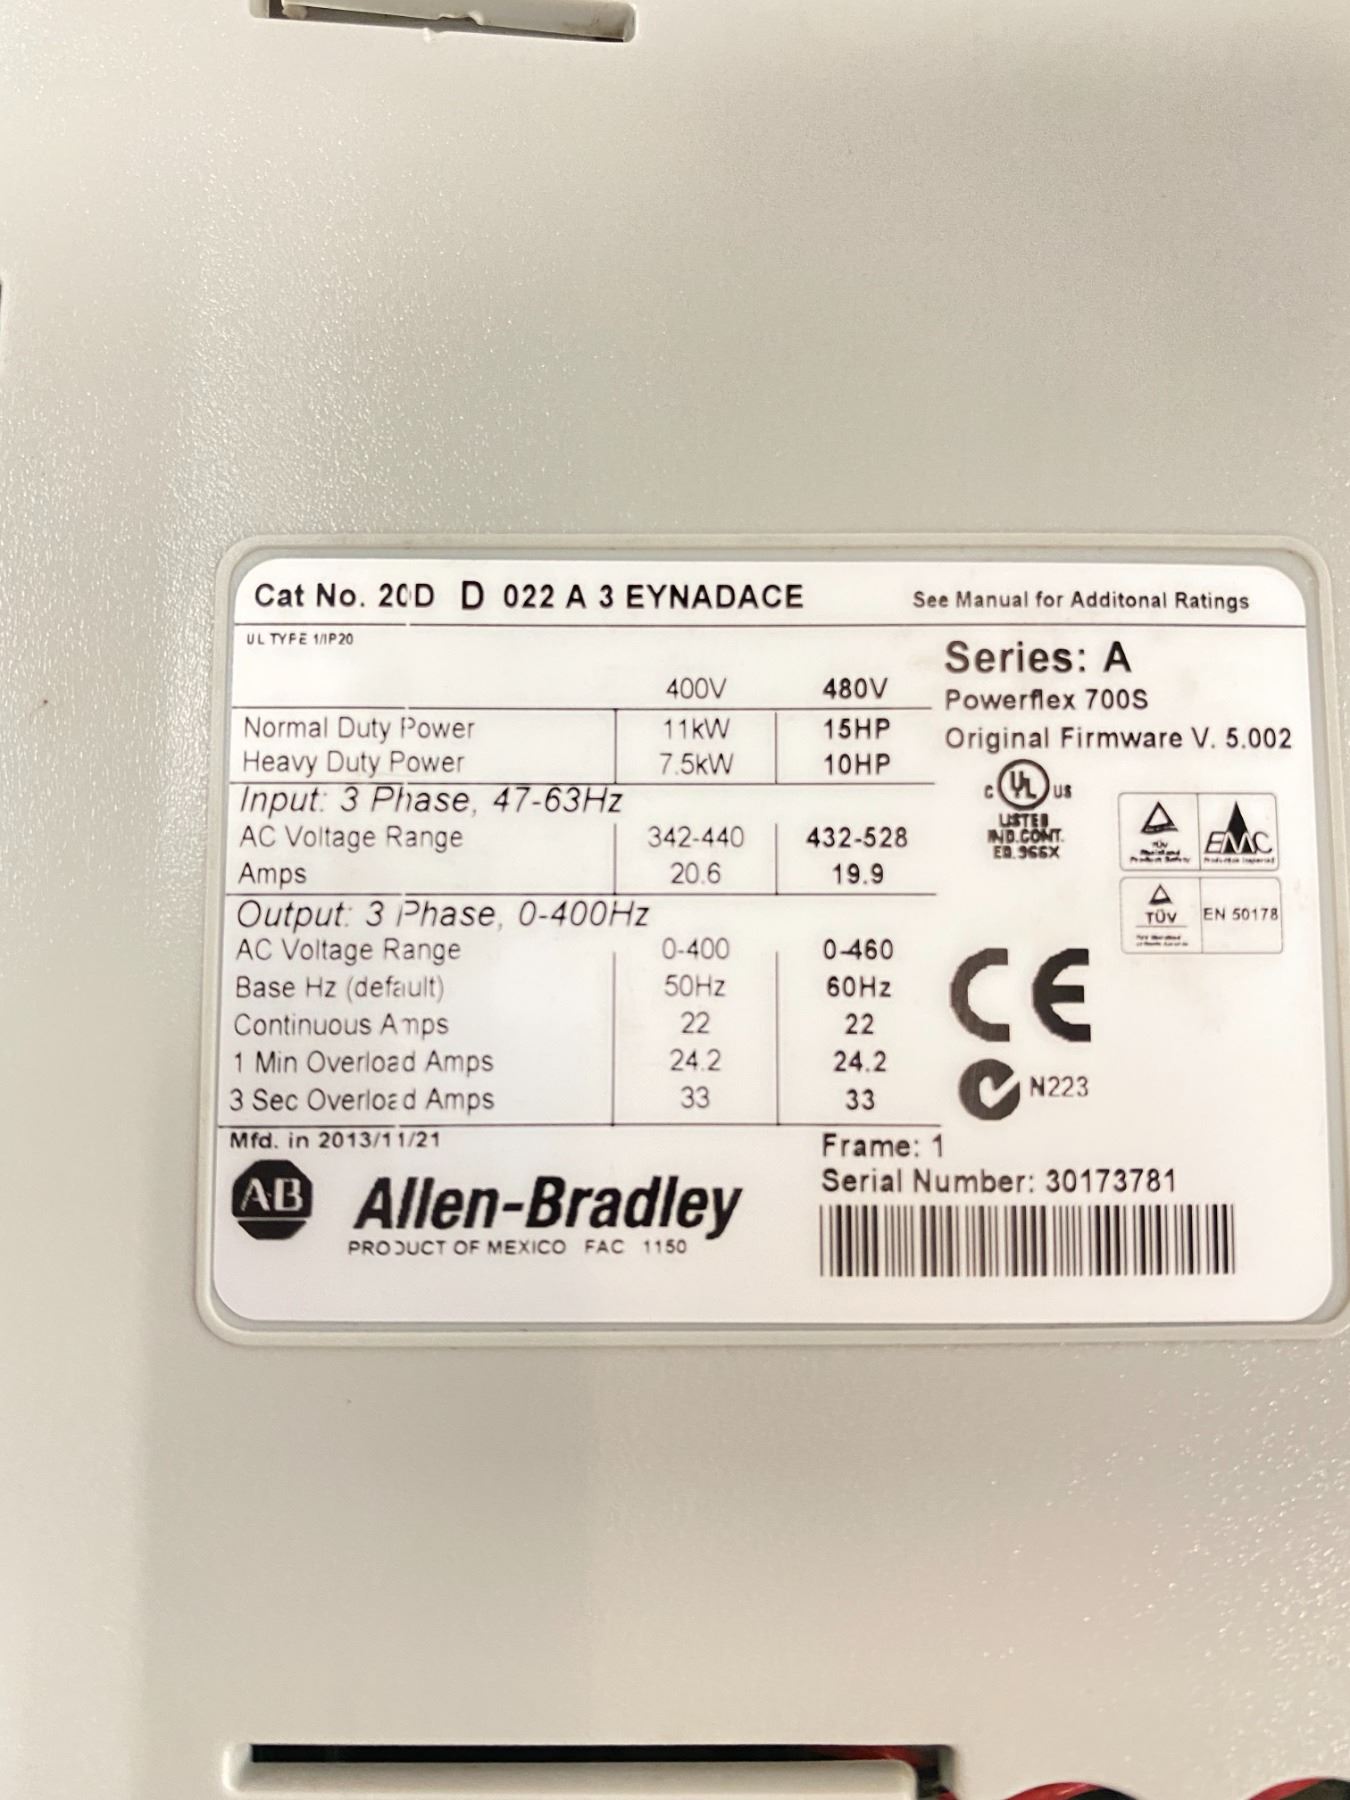 Cat No. 20D D 022 A 3 EYNADACE See Manual for Additonal Ratings
UL TYPE 1/IP20
Series: A
400V 480V
Powerflex 700S
Normal Duty Power 11kW 15HP
Original Firmware V. 5.002
Heavy Duty Power 7.5kW 10HP
Input: 3 Phase, 47-63Hz
C UL US
LISTED
IND.CONT.
EQ. 966X
TÜV
EMC
AC Voltage Range 342-440 432-528
Amps 20.6 19.9
Output: 3 Phase, 0-400Hz
TÜV EN 50178
AC Voltage Range 0-400 0-460
Base Hz (default) 50Hz 60Hz
CE
Continuous Amps 22 22
1 Min Overload Amps 24.2 24.2
N223
3 Sec Overload Amps 33 33
Mfd. in 2013/11/21
Frame: 1
AB Allen-Bradley
Serial Number: 30173781
PRODUCT OF MEXICO FAC 1150